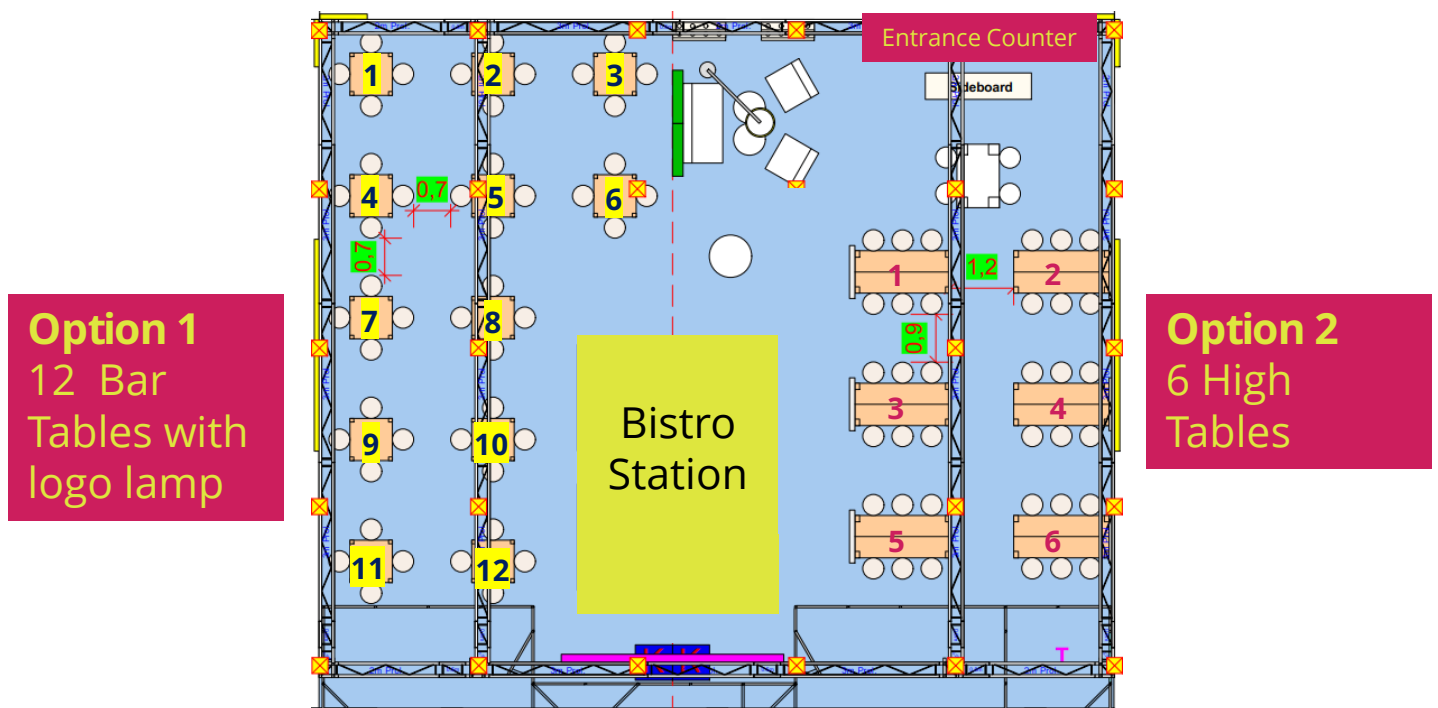 Entrance Counter
Sideboard
1
2
3
4
5
6
0,7
0,7
7
8
9
10
11
12
Option 1
12 Bar
Tables with
logo lamp
Bistro
Station
1
1,2
2
0,9
3
4
5
6
Option 2
6 High
Tables
T